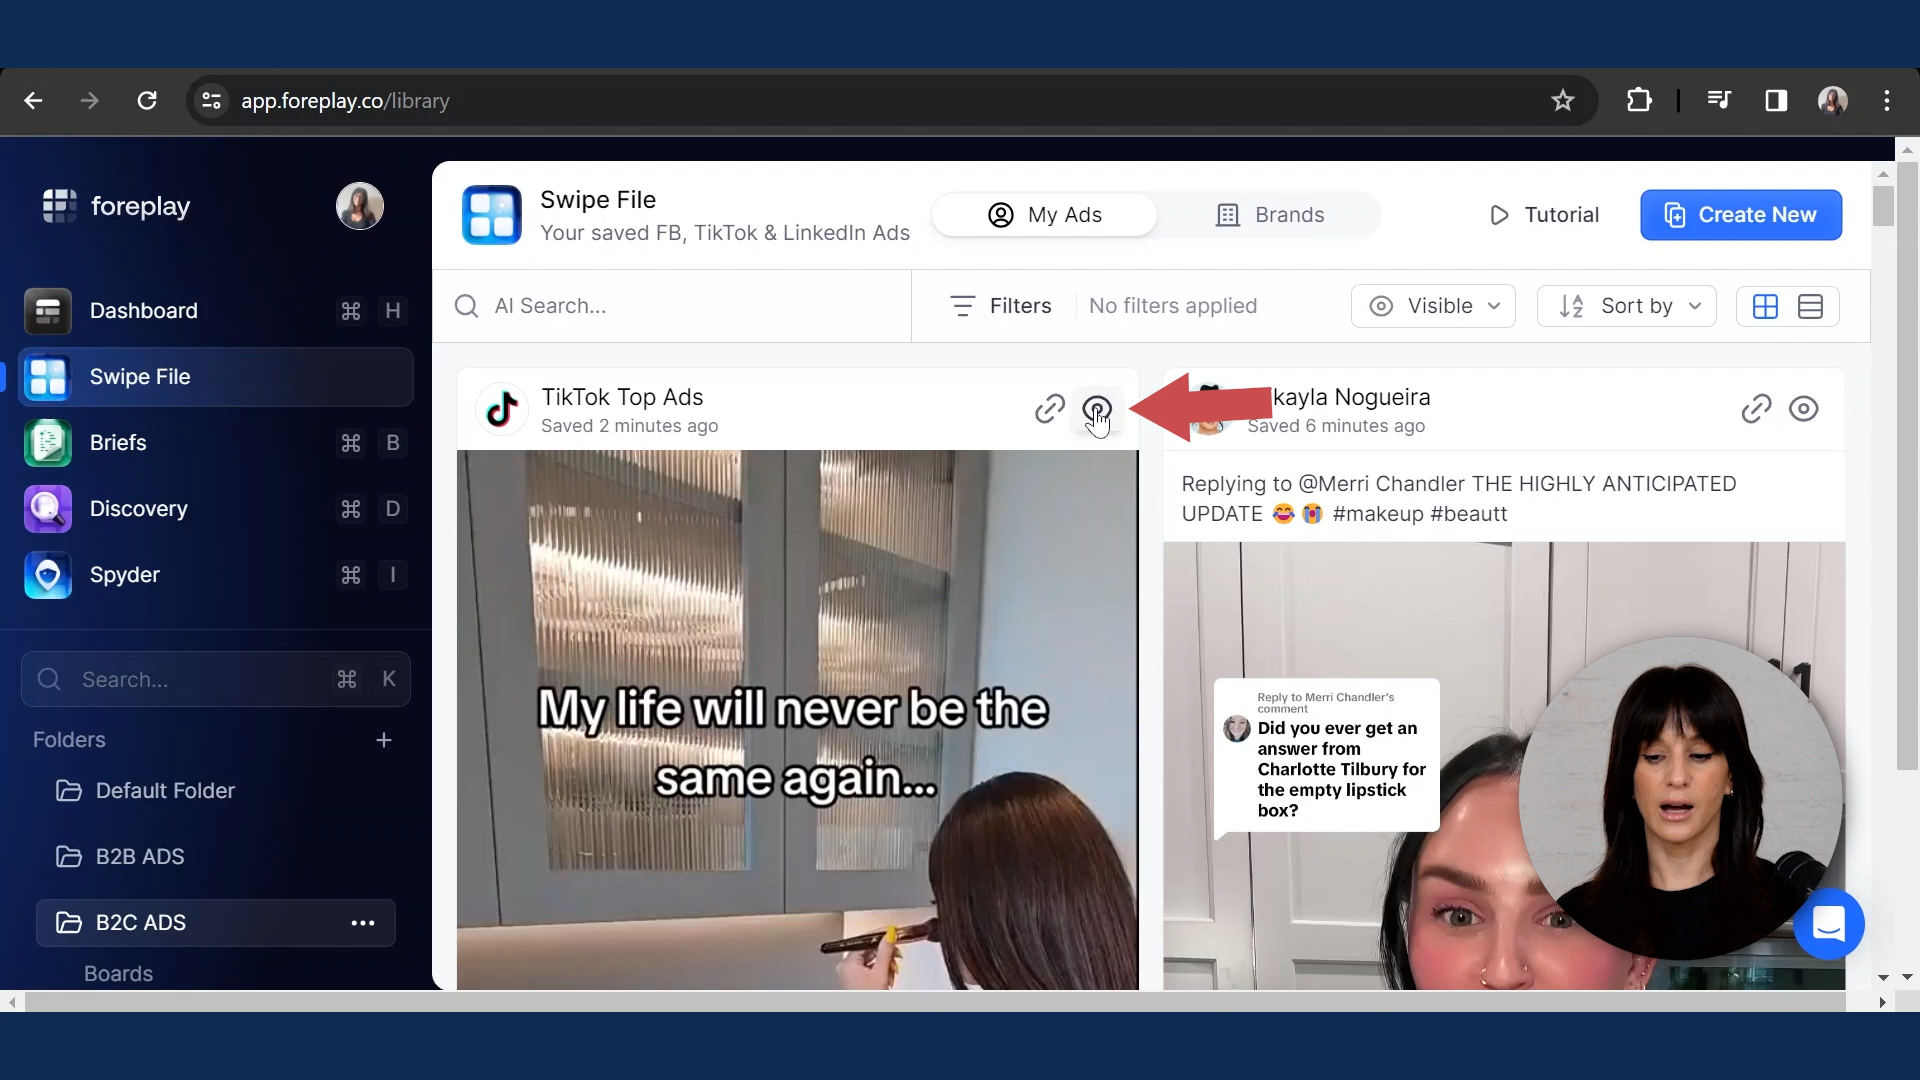 app.foreplay.co/library
foreplay
Swipe File
Your saved FB, TikTok & LinkedIn Ads
My Ads
Brands
Tutorial
Create New
Dashboard
⌘ H
Swipe File
Briefs
⌘ B
Discovery
⌘ D
Spyder
⌘ I
Search...
⌘ K
Folders
Default Folder
B2B ADS
B2C ADS
Boards
AI Search...
Filters
No filters applied
Visible
Sort by
TikTok Top Ads
Saved 2 minutes ago
My life will never be the
same again...
kayla Nogueira
Saved 6 minutes ago
Replying to @Merri Chandler THE HIGHLY ANTICIPATED
UPDATE 😂 😭 #makeup #beautt
Reply to Merri Chandler's
comment
Did you ever get an
answer from
Charlotte Tilbury for
the empty lipstick
box?